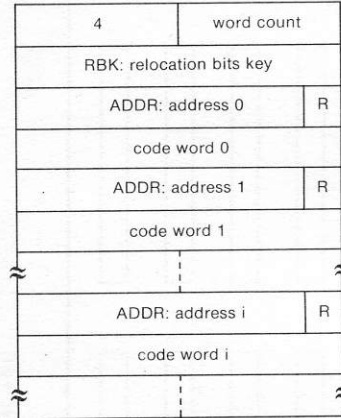 4 word count
RBK: relocation bits key
ADDR: address 0 R
code word 0
ADDR: address 1 R
code word 1
ADDR: address i R
code word i